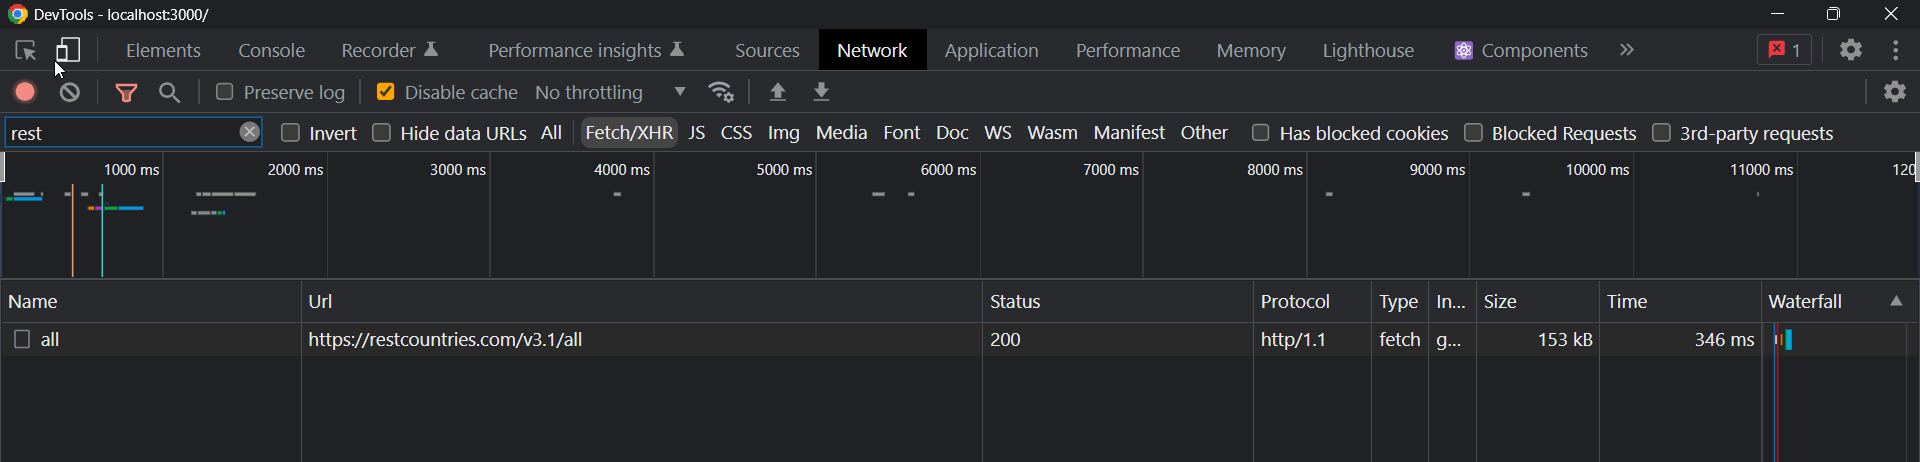 DevTools - localhost:3000/
Elements Console Recorder Performance insights Sources Network Application Performance Memory Lighthouse Components » 1
Preserve log Disable cache No throttling
rest Invert Hide data URLs All Fetch/XHR JS CSS Img Media Font Doc WS Wasm Manifest Other Has blocked cookies Blocked Requests 3rd-party requests
1000 ms 2000 ms 3000 ms 4000 ms 5000 ms 6000 ms 7000 ms 8000 ms 9000 ms 10000 ms 11000 ms 120
Name Url Status Protocol Type In... Size Time Waterfall
all https://restcountries.com/v3.1/all 200 http/1.1 fetch g... 153 kB 346 ms